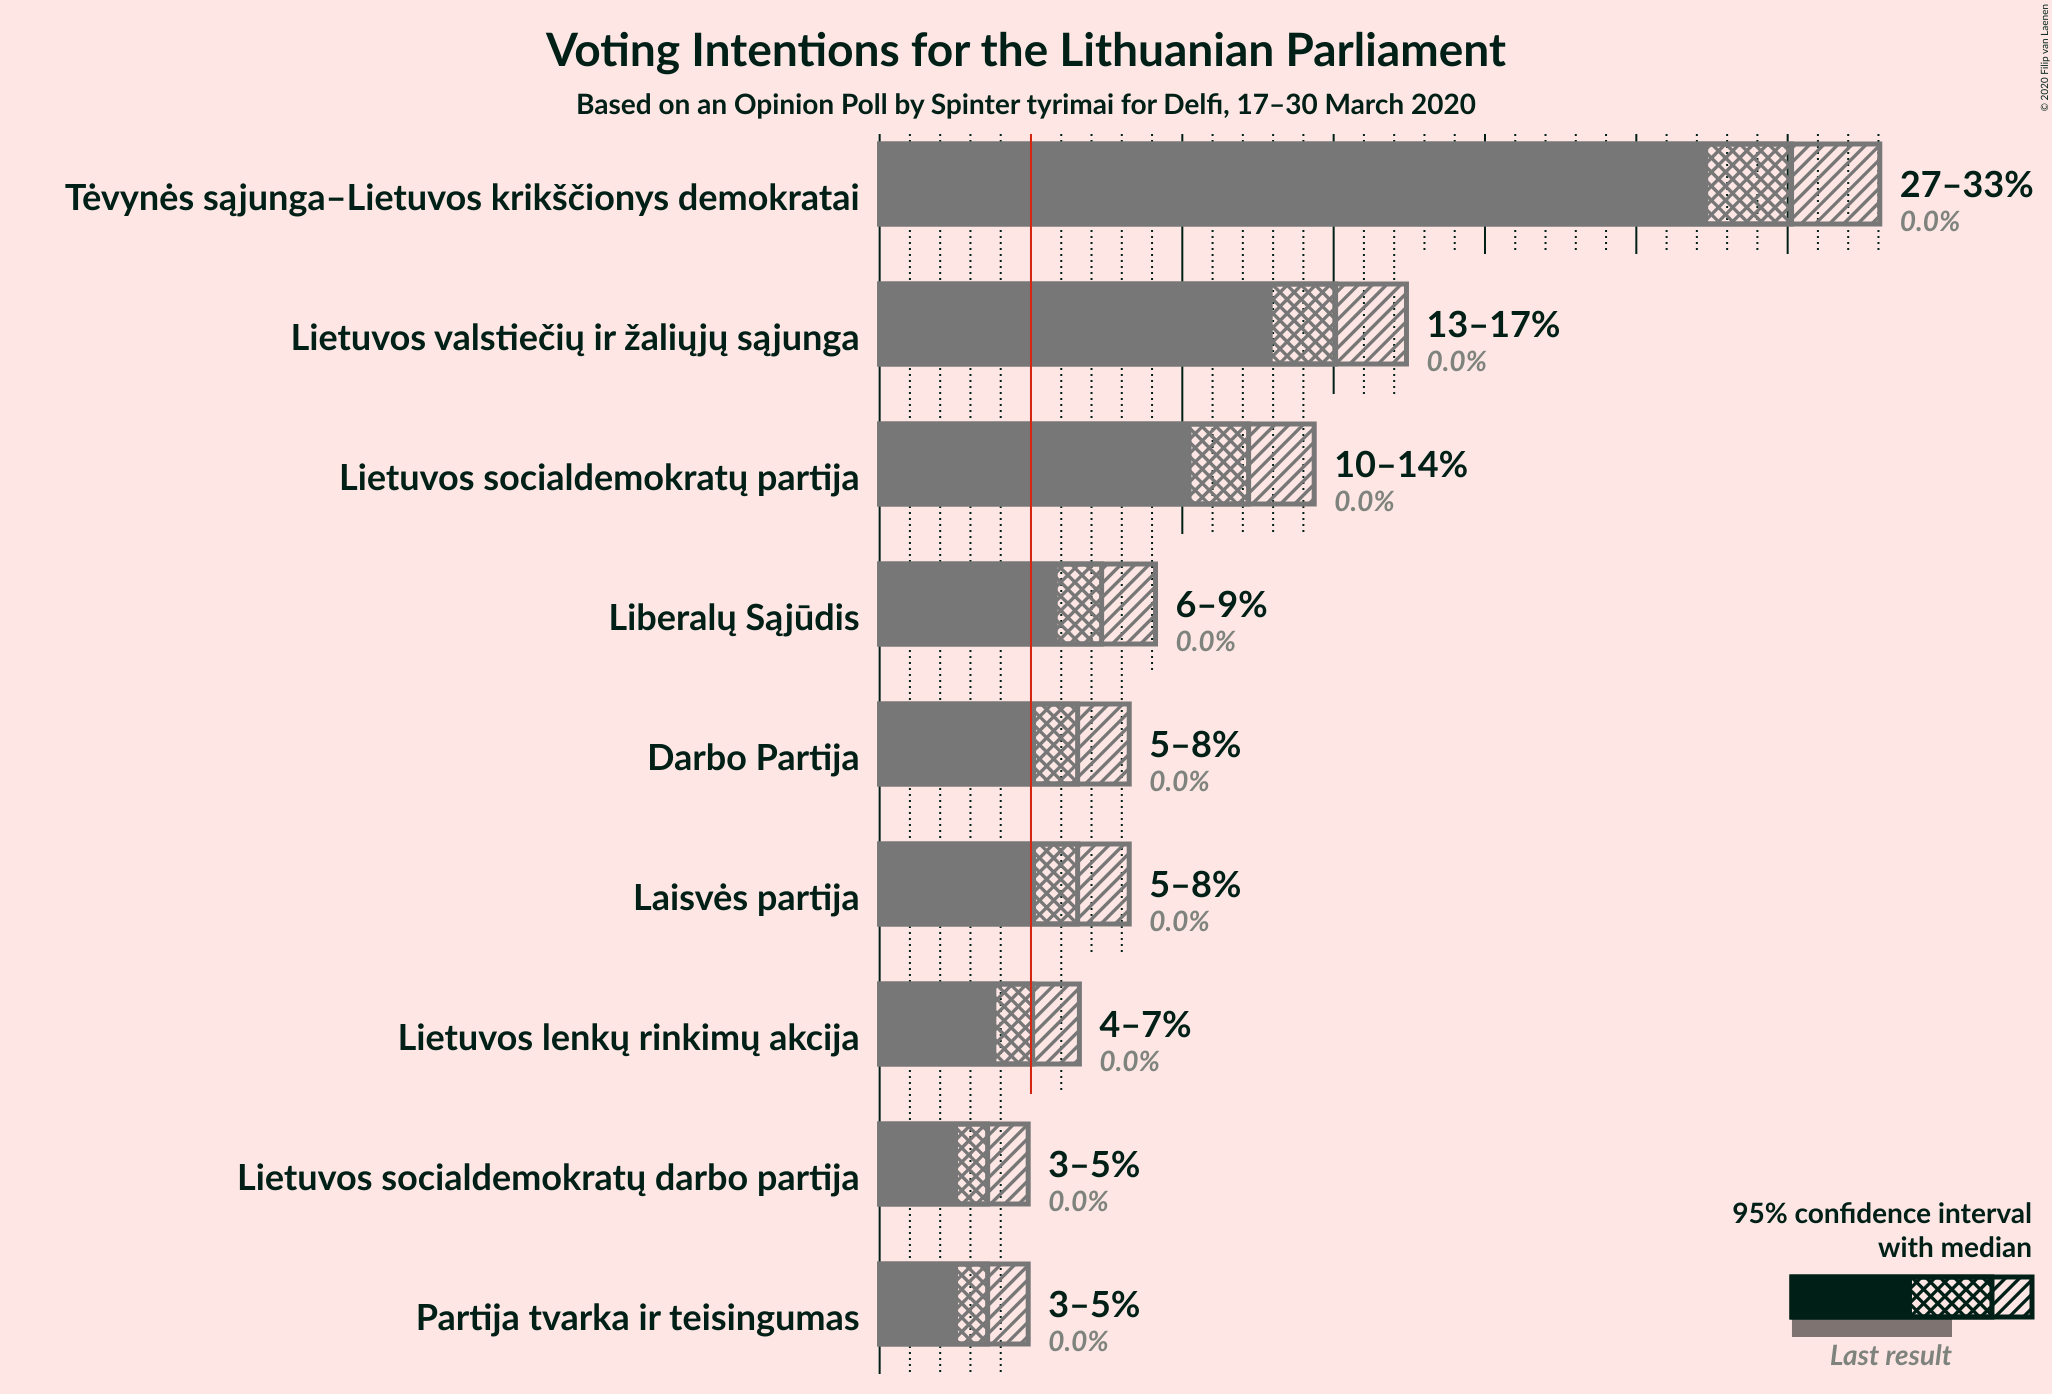 Voting Intentions for the Lithuanian Parliament
Based on an Opinion Poll by Spinter tyrimai for Delfi, 17–30 March 2020
© 2020 Filip van Laenen
Tėvynės sąjunga–Lietuvos krikščionys demokratai
27–33%
0.0%
Lietuvos valstiečių ir žaliųjų sąjunga
13–17%
0.0%
Lietuvos socialdemokratų partija
10–14%
0.0%
Liberalų Sąjūdis
6–9%
0.0%
Darbo Partija
5–8%
0.0%
Laisvės partija
5–8%
0.0%
Lietuvos lenkų rinkimų akcija
4–7%
0.0%
Lietuvos socialdemokratų darbo partija
3–5%
0.0%
Partija tvarka ir teisingumas
3–5%
0.0%
95% confidence interval
with median
Last result